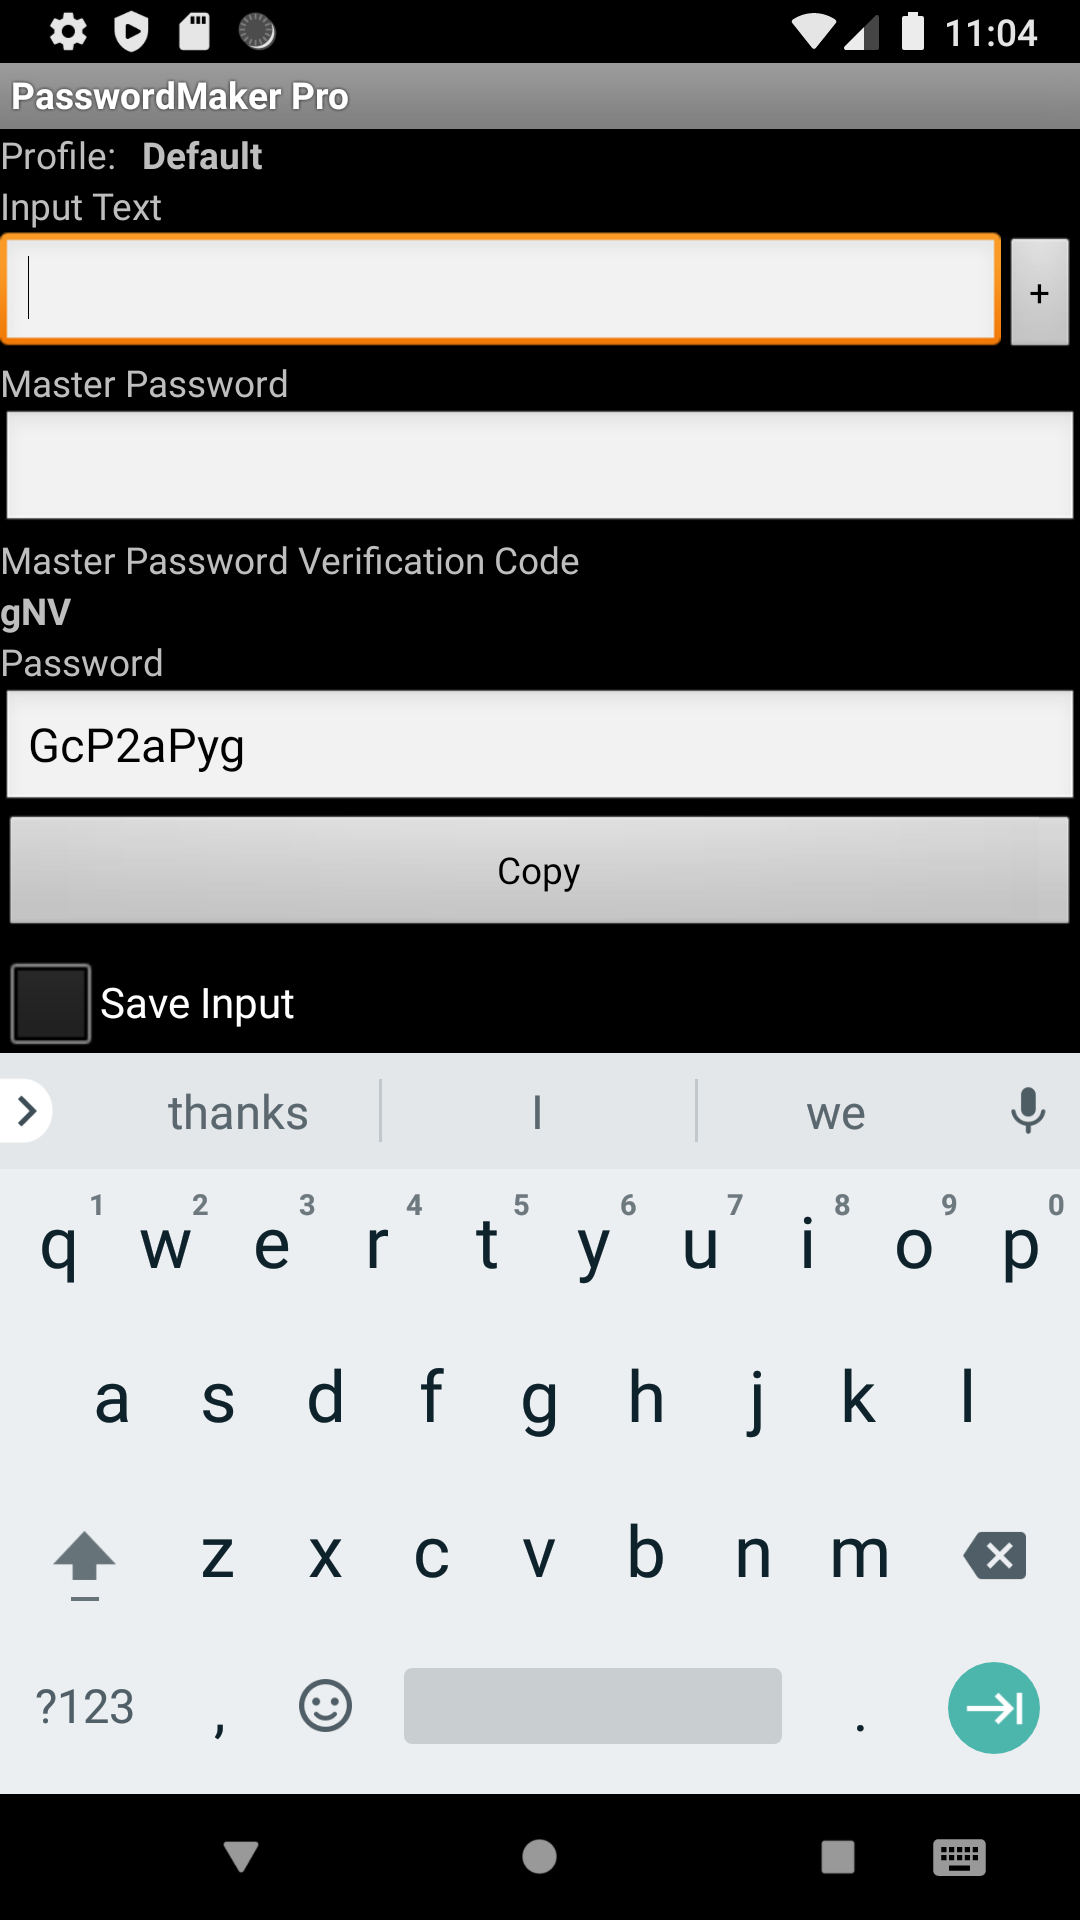 11:04
PasswordMaker Pro
Profile: Default
Input Text
+
Master Password
Master Password Verification Code
gNV
Password
GcP2aPyg
Copy
Save Input
thanks I we
1 2 3 4 5 6 7 8 9 0
q w e r t y u i o p
a s d f g h j k l
z x c v b n m
?123 , .